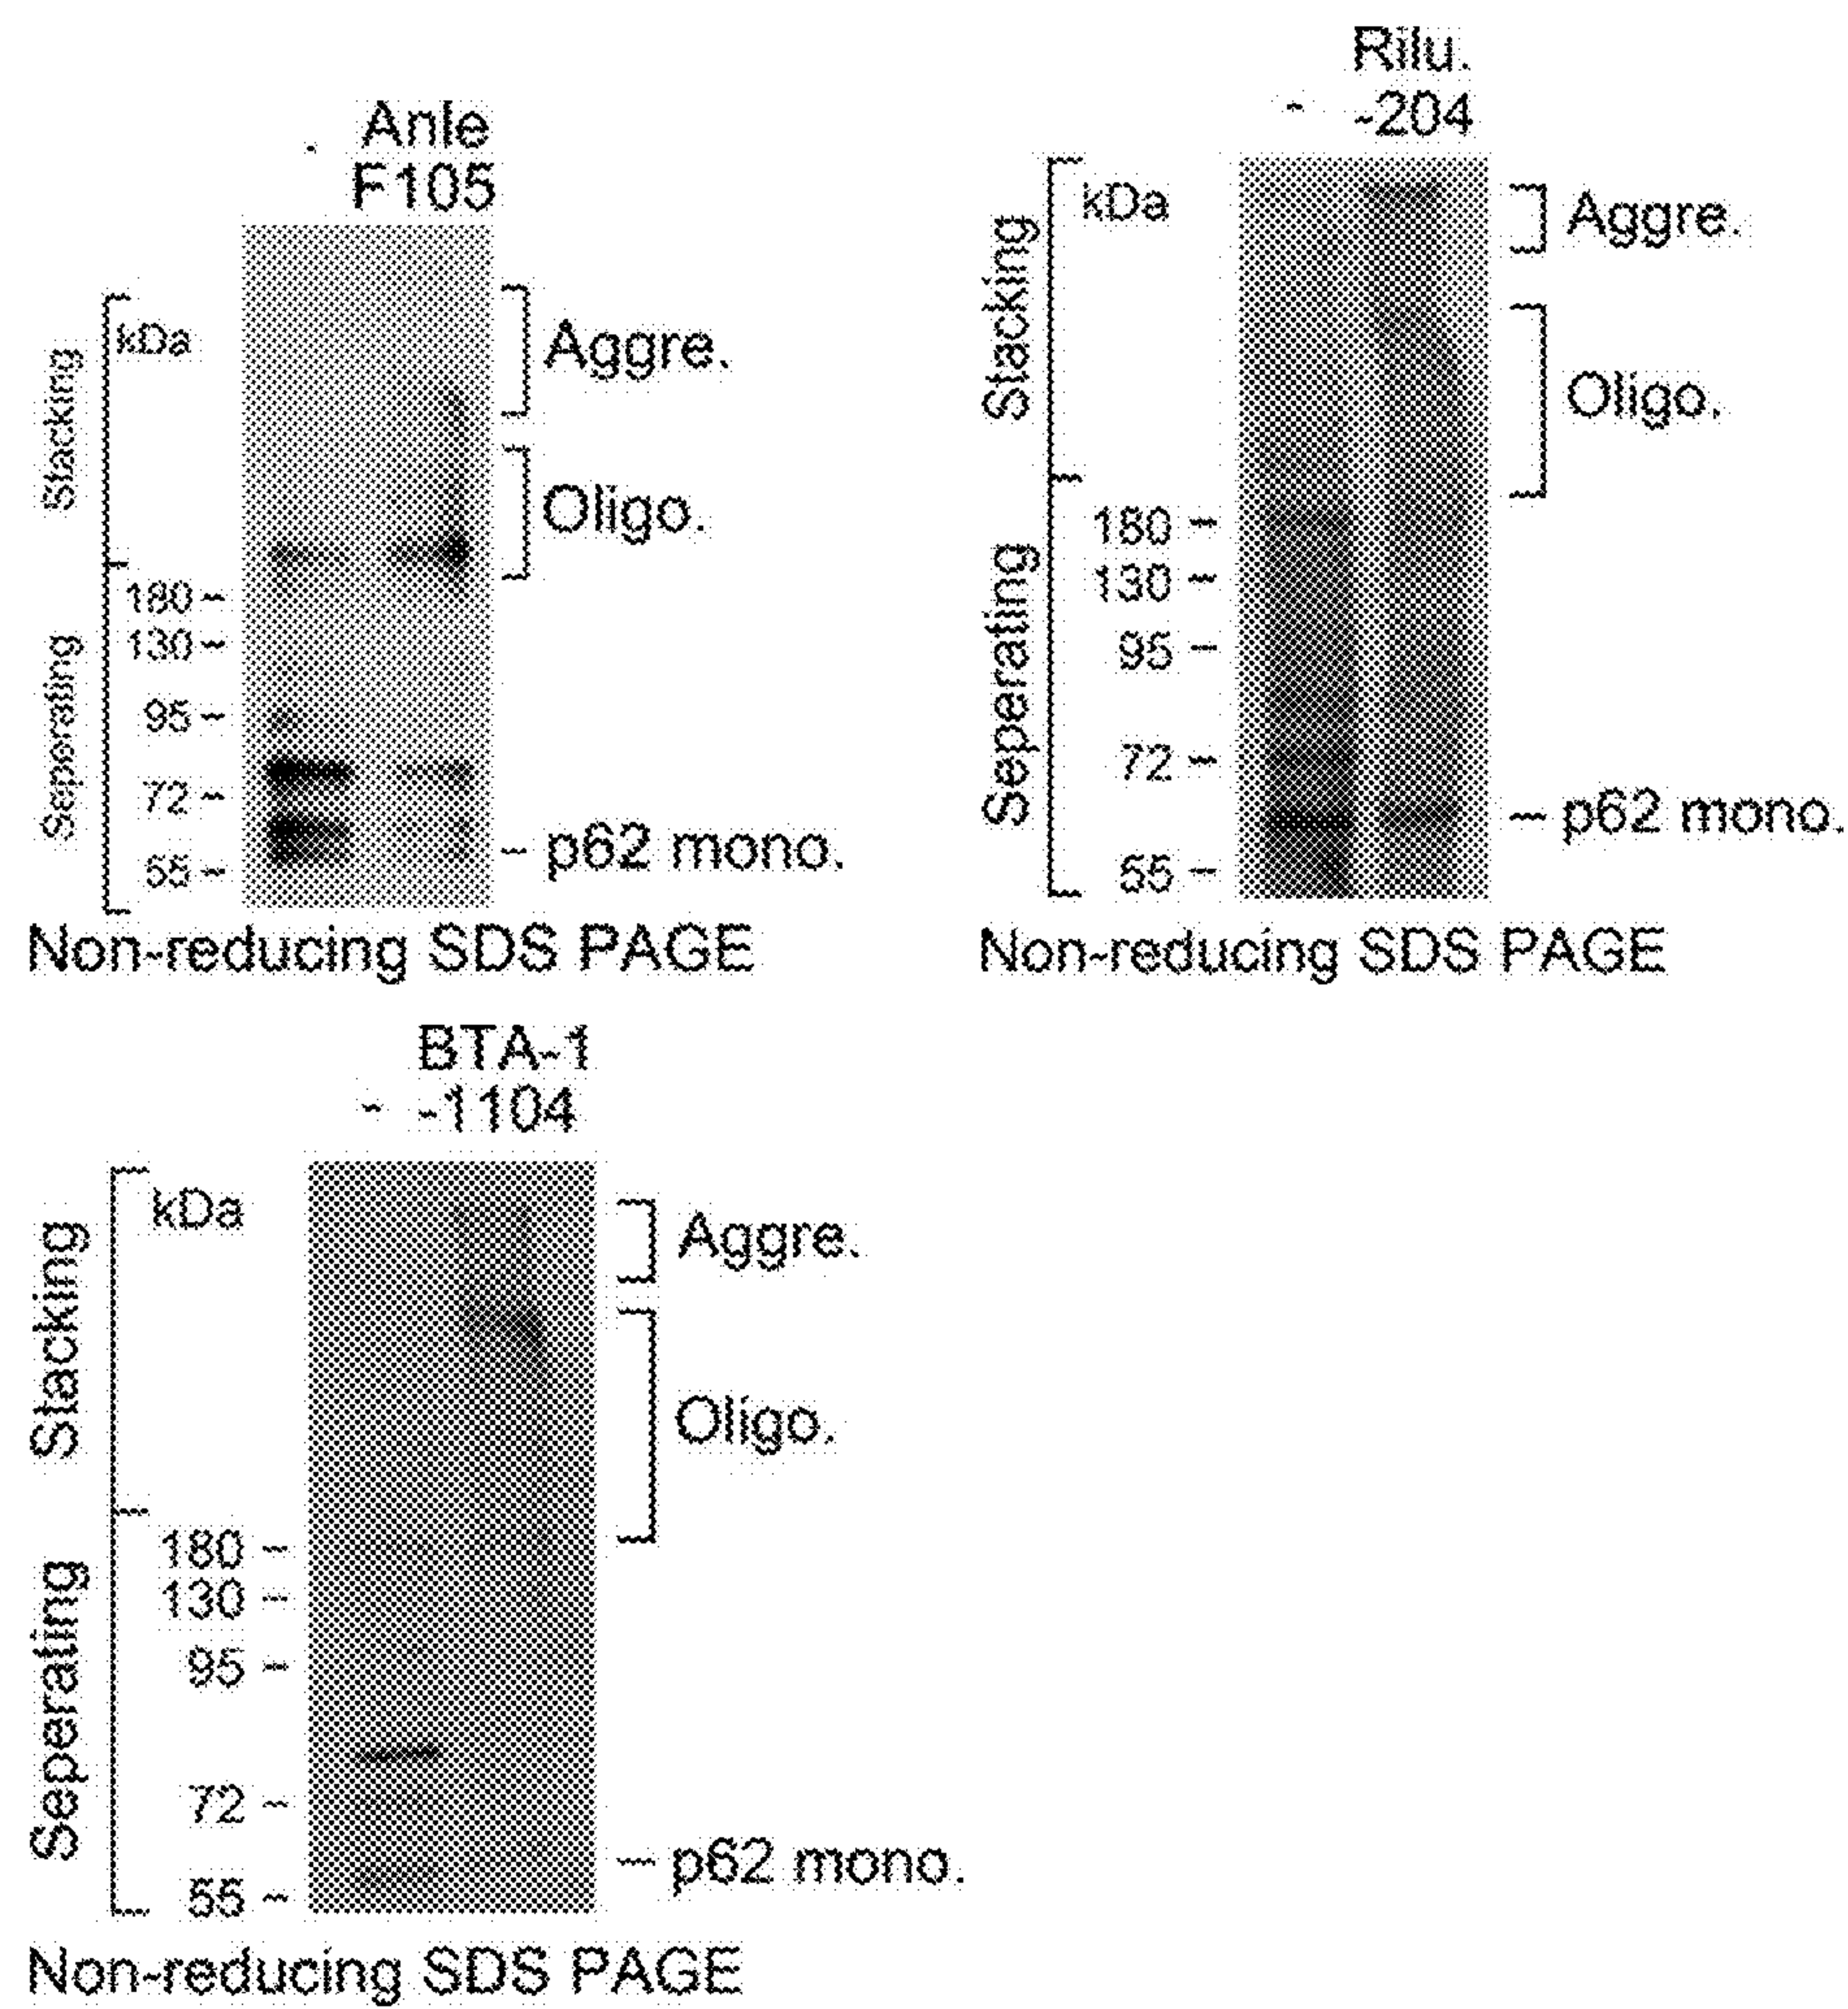 Anle
- F105
Stacking
kDa
Aggre.
Oligo.
Seperating
180 -
130 -
95 -
72 -
55 -
- p62 mono.
Non-reducing SDS PAGE
Rilu.
- -204
Stacking
kDa
Aggre.
Oligo.
Seperating
180 -
130 -
95 -
72 -
55 -
- p62 mono.
Non-reducing SDS PAGE
BTA-1
- -1104
Stacking
kDa
Aggre.
Oligo.
Seperating
180 -
130 -
95 -
72 -
55 -
- p62 mono.
Non-reducing SDS PAGE